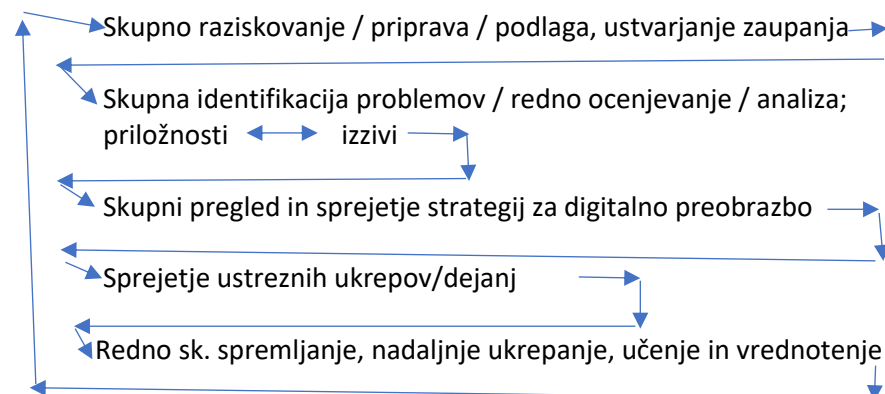 Skupno raziskovanje / priprava / podlaga, ustvarjanje zaupanja
Skupna identifikacija problemov / redno ocenjevanje / analiza;
priložnosti izzivi
Skupni pregled in sprejetje strategij za digitalno preobrazbo
Sprejetje ustreznih ukrepov/dejanj
Redno sk. spremljanje, nadaljnje ukrepanje, učenje in vrednotenje